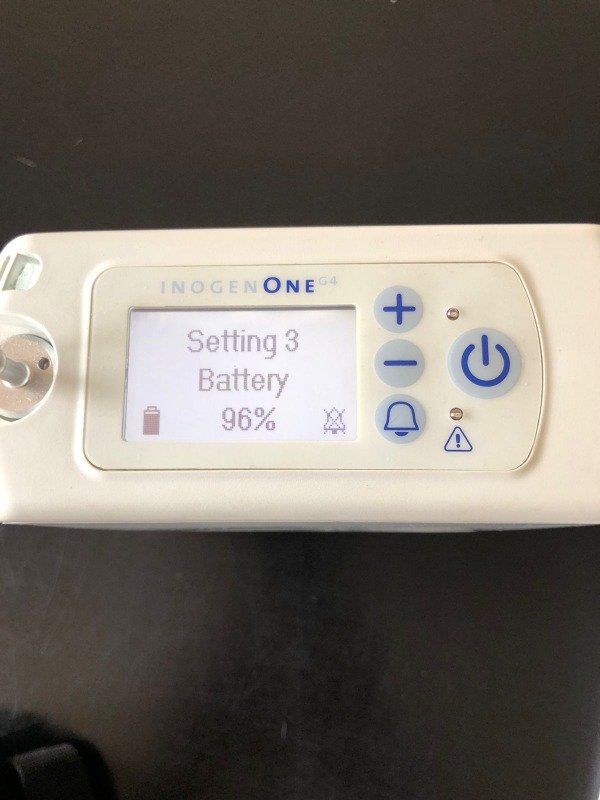 INOGENONE G4
Setting 3
Battery
96%